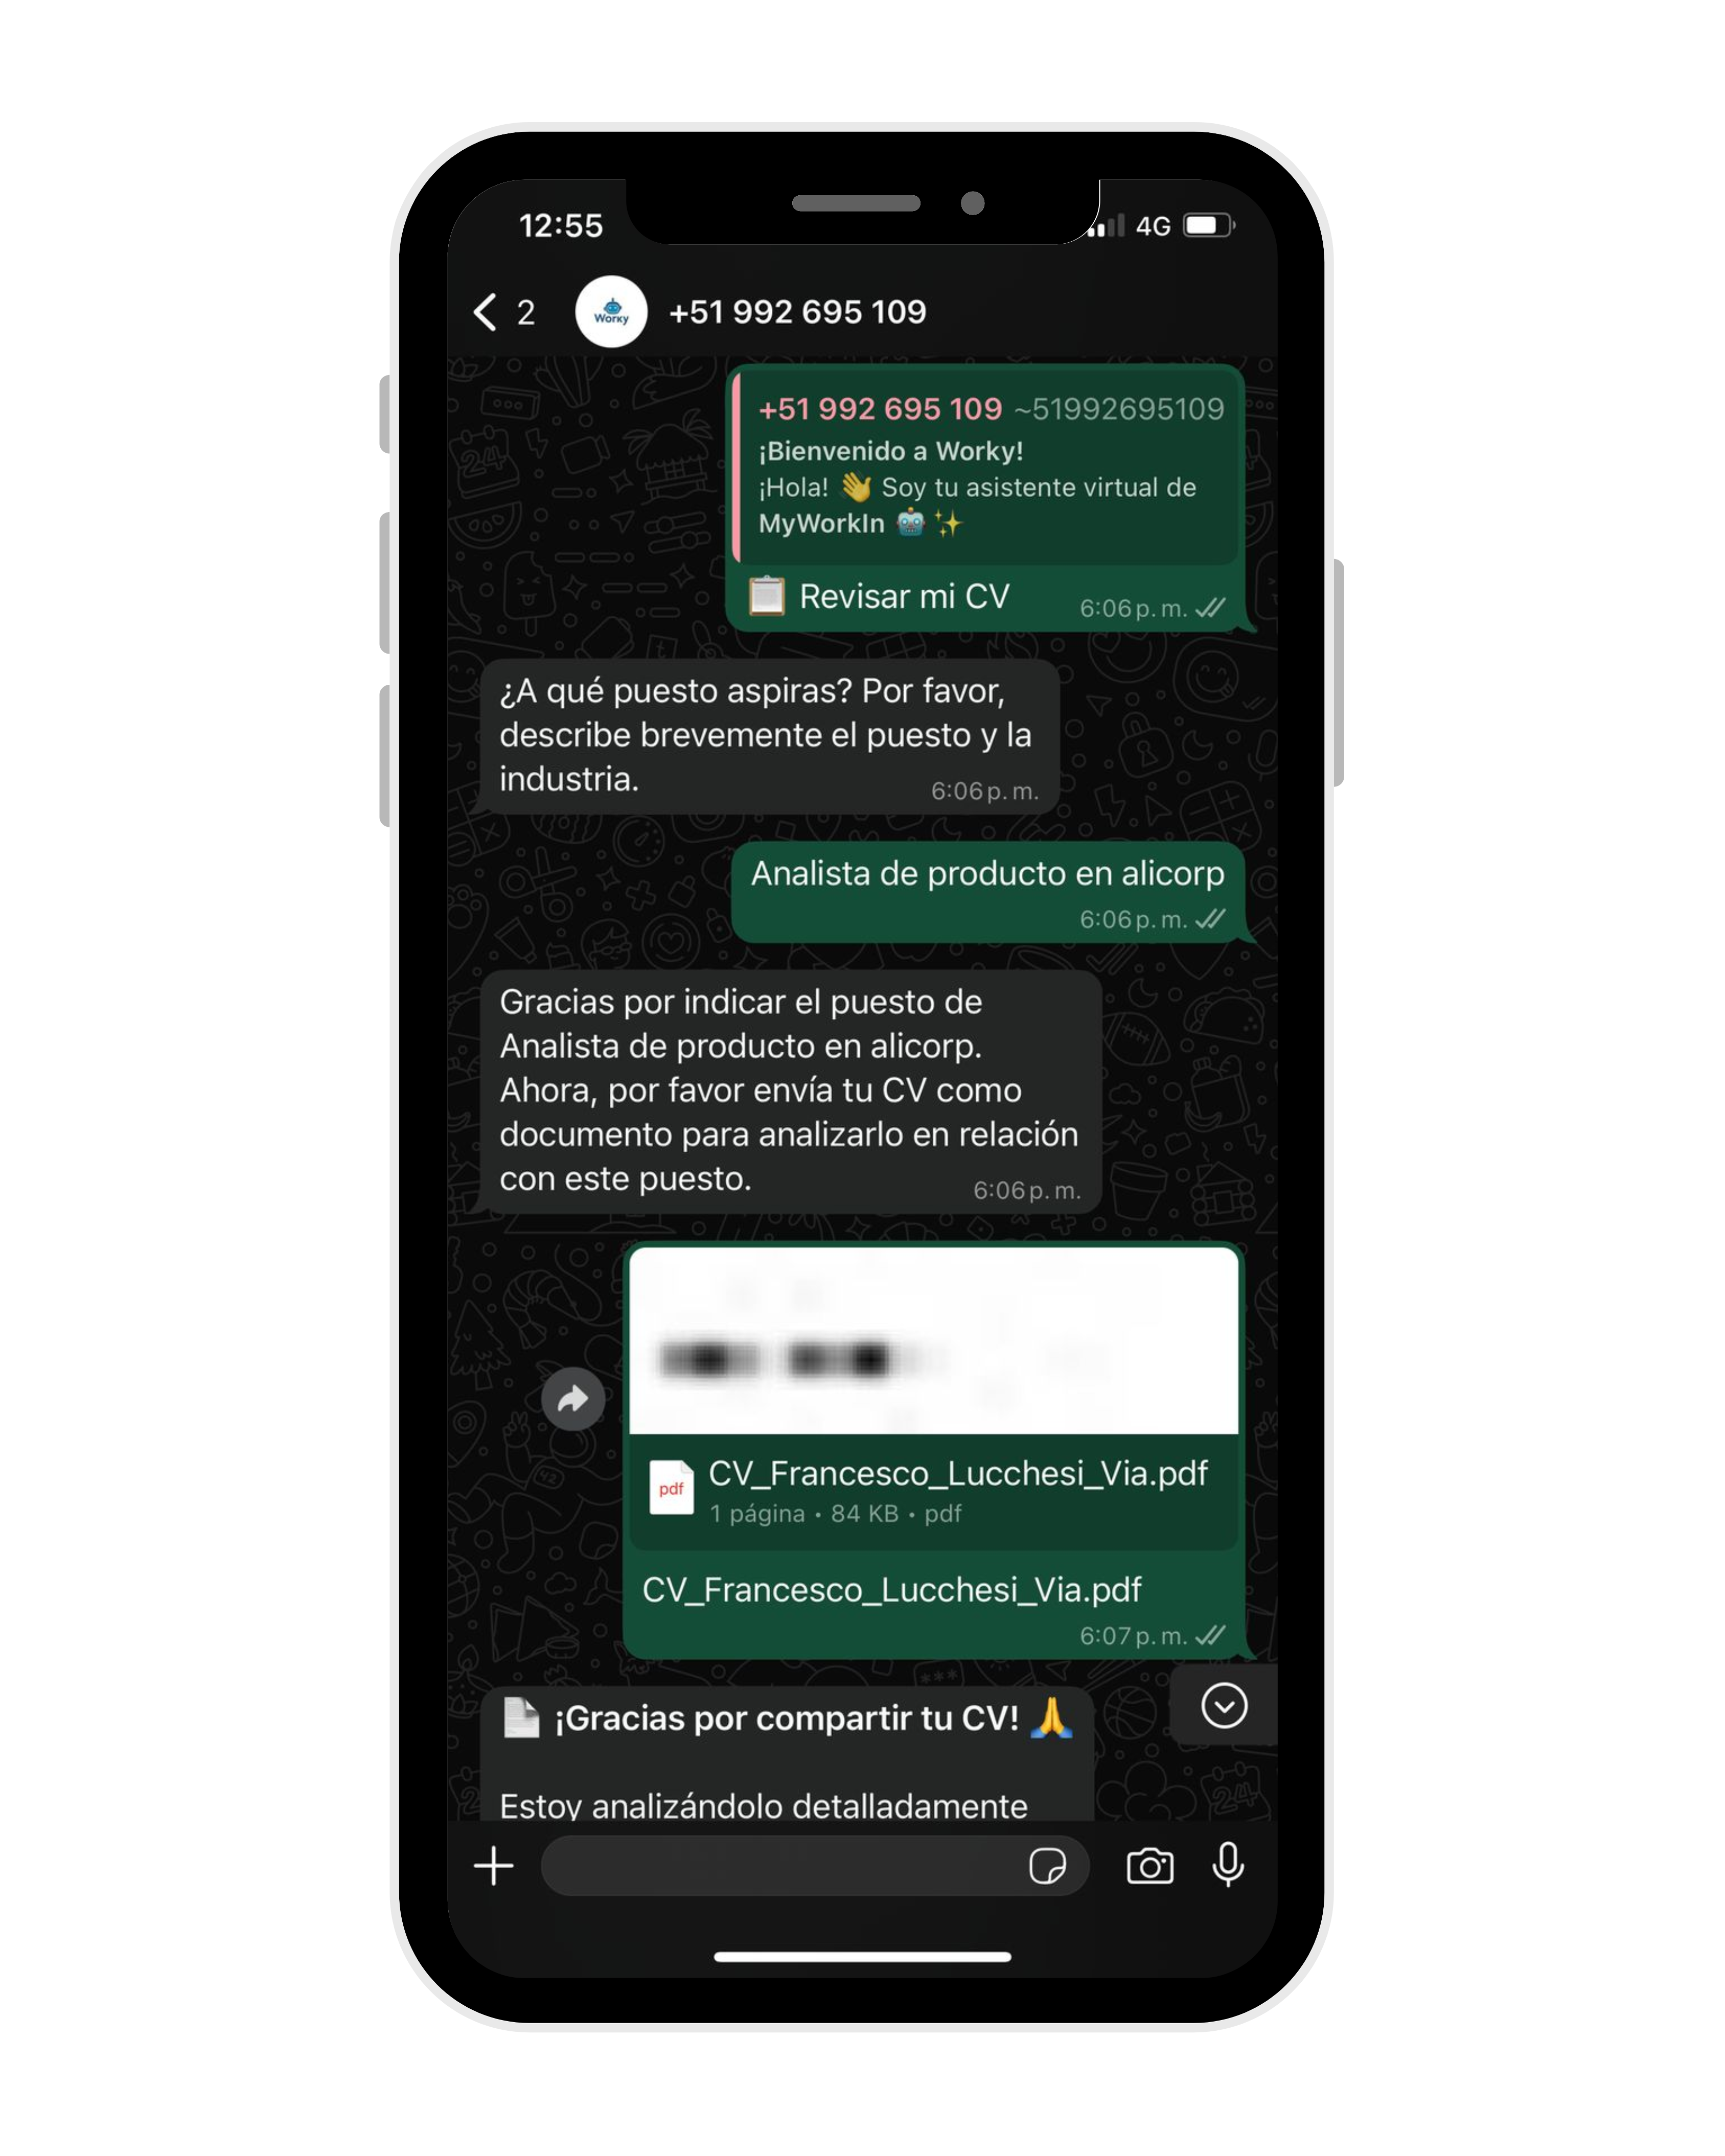 12:55
4G
2
Worky
+51 992 695 109
+51 992 695 109 ~51992695109
¡Bienvenido a Worky!
¡Hola! 👋 Soy tu asistente virtual de
MyWorkIn 🤖 ✨
📋 Revisar mi CV
6:06 p. m.
¿A qué puesto aspiras? Por favor,
describe brevemente el puesto y la
industria.
6:06 p. m.
Analista de producto en alicorp
6:06 p. m.
Gracias por indicar el puesto de
Analista de producto en alicorp.
Ahora, por favor envía tu CV como
documento para analizarlo en relación
con este puesto.
6:06 p. m.
pdf
CV_Francesco_Lucchesi_Via.pdf
1 página • 84 KB • pdf
CV_Francesco_Lucchesi_Via.pdf
6:07 p. m.
📄 ¡Gracias por compartir tu CV! 🙏
Estoy analizándolo detalladamente